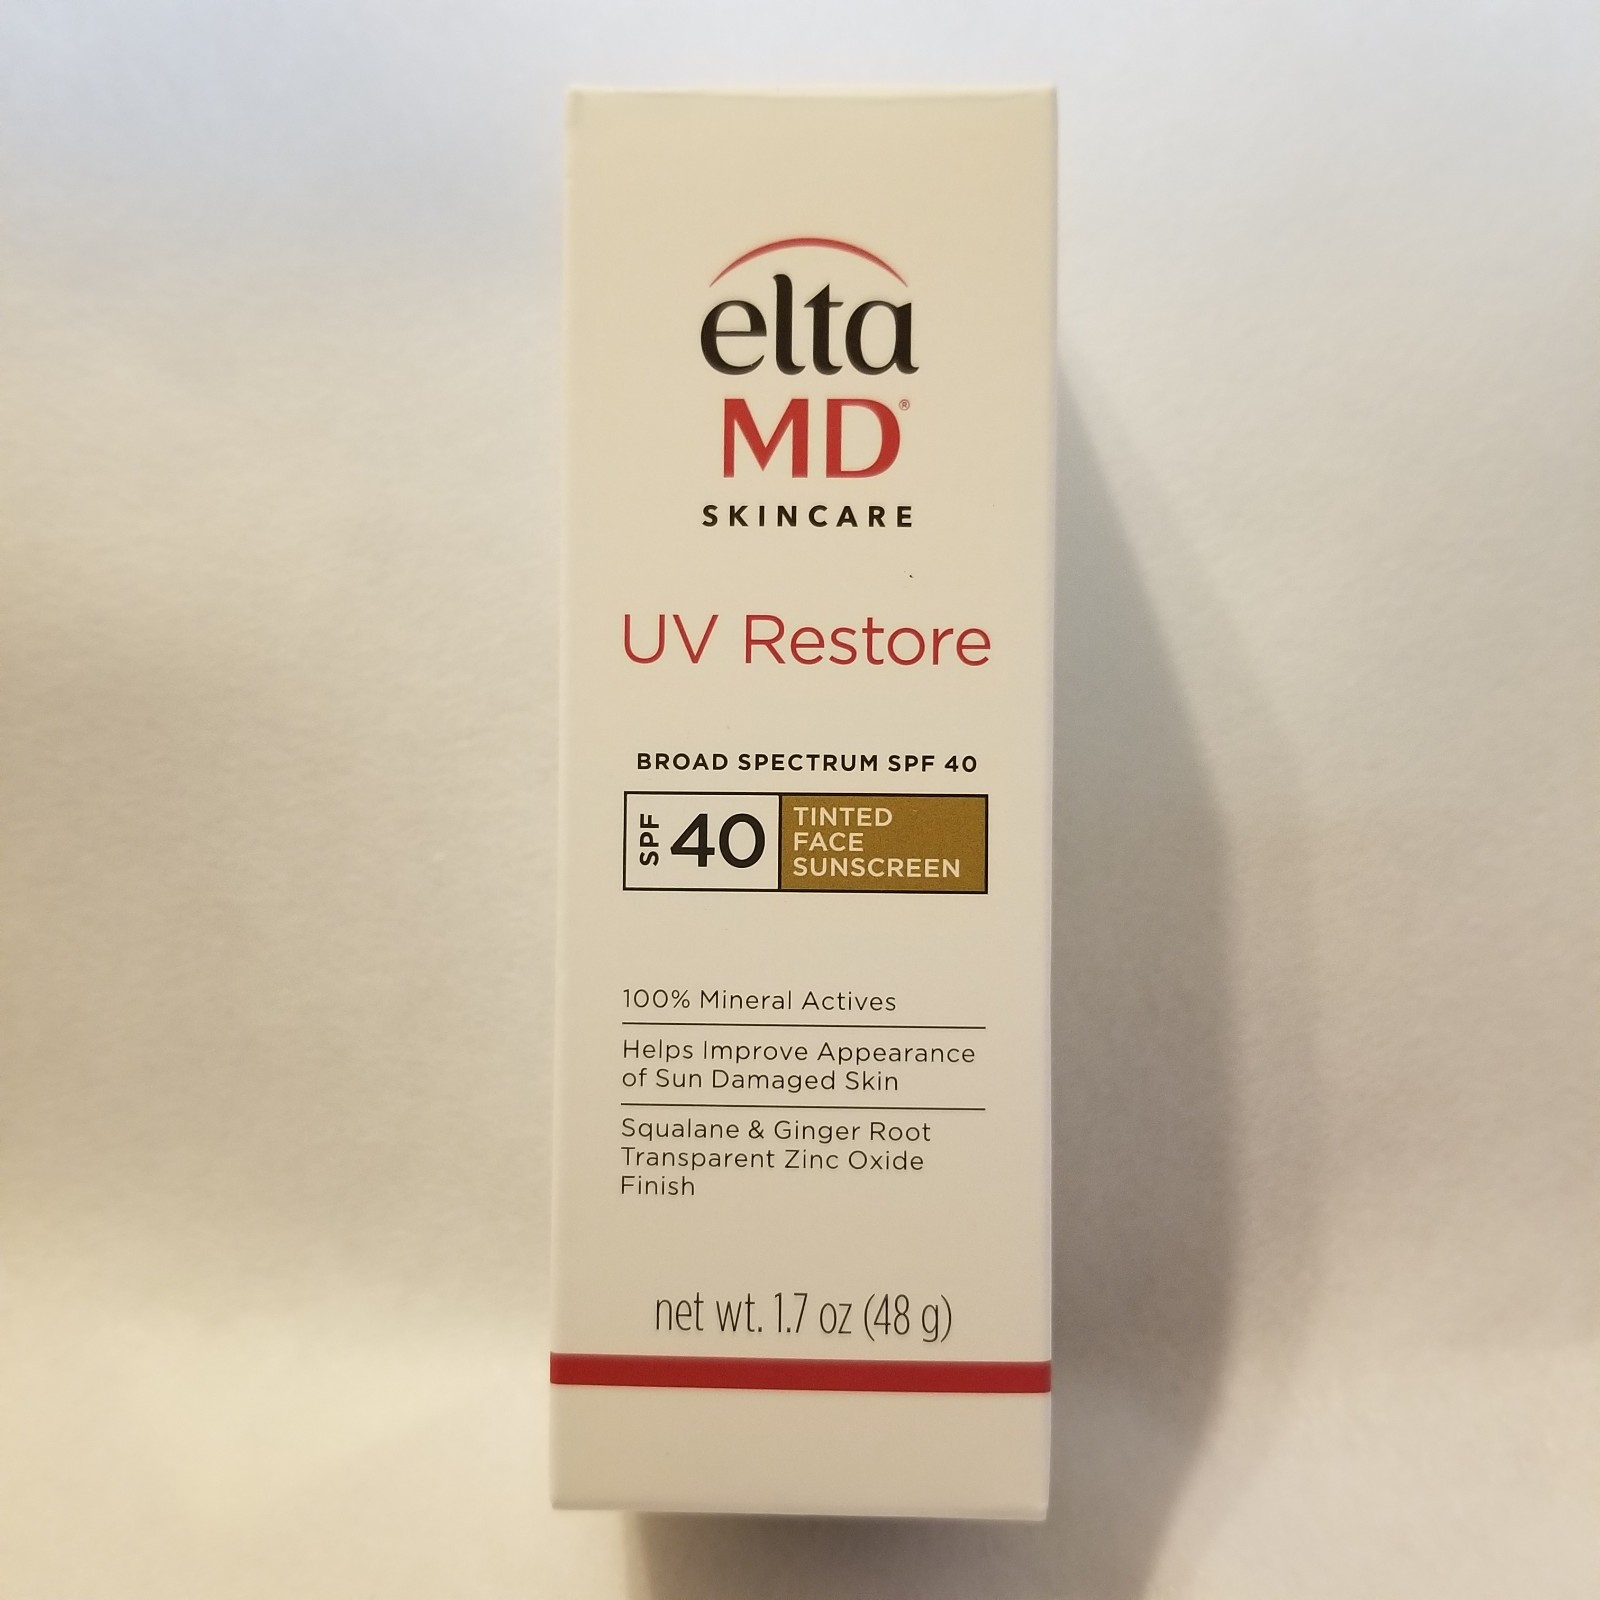 elta
MD®
SKINCARE
UV Restore
BROAD SPECTRUM SPF 40
SPF 40
TINTED
FACE
SUNSCREEN
100% Mineral Actives
Helps Improve Appearance
of Sun Damaged Skin
Squalane & Ginger Root
Transparent Zinc Oxide
Finish
net wt. 1.7 oz (48 g)